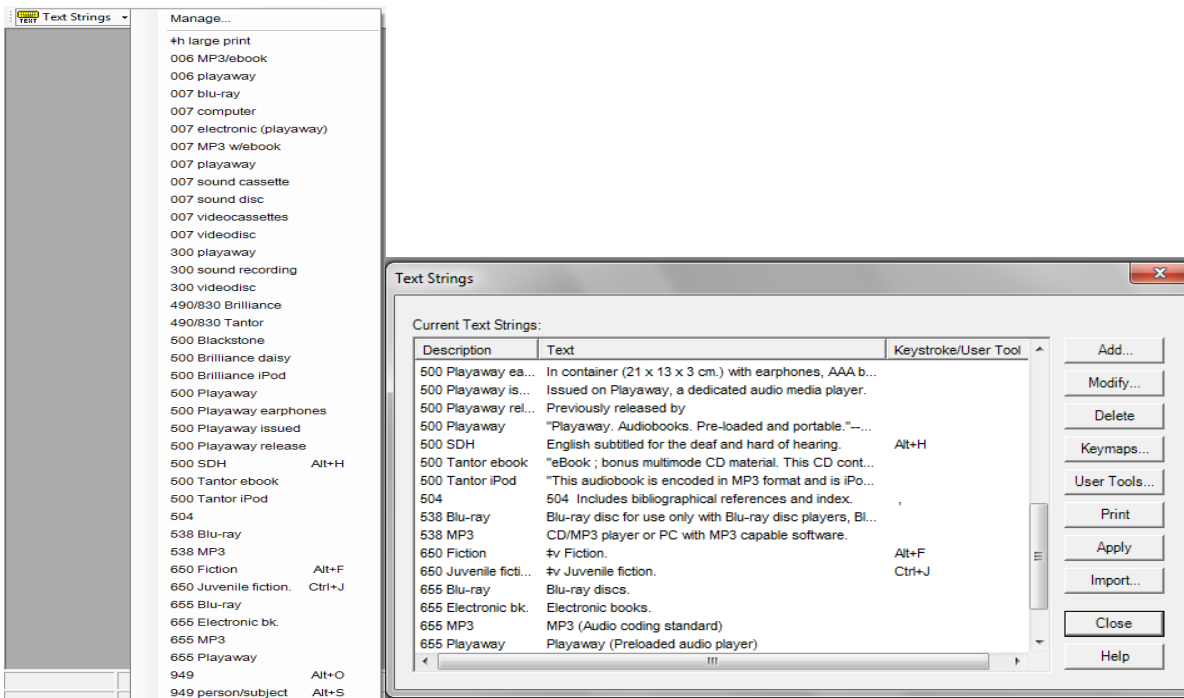 TEXT Text Strings
Manage...
ǂh large print
006 MP3/ebook
006 playaway
007 blu-ray
007 computer
007 electronic (playaway)
007 MP3 w/ebook
007 playaway
007 sound cassette
007 sound disc
007 videocassettes
007 videodisc
300 playaway
300 sound recording
300 videodisc
490/830 Brilliance
490/830 Tantor
500 Blackstone
500 Brilliance daisy
500 Brilliance iPod
500 Playaway
500 Playaway earphones
500 Playaway issued
500 Playaway release
500 SDH Alt+H
500 Tantor ebook
500 Tantor iPod
504
538 Blu-ray
538 MP3
650 Fiction Alt+F
650 Juvenile fiction. Ctrl+J
655 Blu-ray
655 Electronic bk.
655 MP3
655 Playaway
949 Alt+O
949 person/subject Alt+S
Text Strings
Current Text Strings:
Description Text Keystroke/User Tool
500 Playaway ea... In container (21 x 13 x 3 cm.) with earphones, AAA b...
500 Playaway is... Issued on Playaway, a dedicated audio media player.
500 Playaway rel... Previously released by
500 Playaway "Playaway. Audiobooks. Pre-loaded and portable."--...
500 SDH English subtitled for the deaf and hard of hearing. Alt+H
500 Tantor ebook "eBook ; bonus multimode CD material. This CD cont...
500 Tantor iPod "This audiobook is encoded in MP3 format and is iPo...
504 504 Includes bibliographical references and index. ,
538 Blu-ray Blu-ray disc for use only with Blu-ray disc players, Bl...
538 MP3 CD/MP3 player or PC with MP3 capable software.
650 Fiction ǂv Fiction. Alt+F
650 Juvenile ficti... ǂv Juvenile fiction. Ctrl+J
655 Blu-ray Blu-ray discs.
655 Electronic bk. Electronic books.
655 MP3 MP3 (Audio coding standard)
655 Playaway Playaway (Preloaded audio player)
Add...
Modify...
Delete
Keymaps...
User Tools...
Print
Apply
Import...
Close
Help